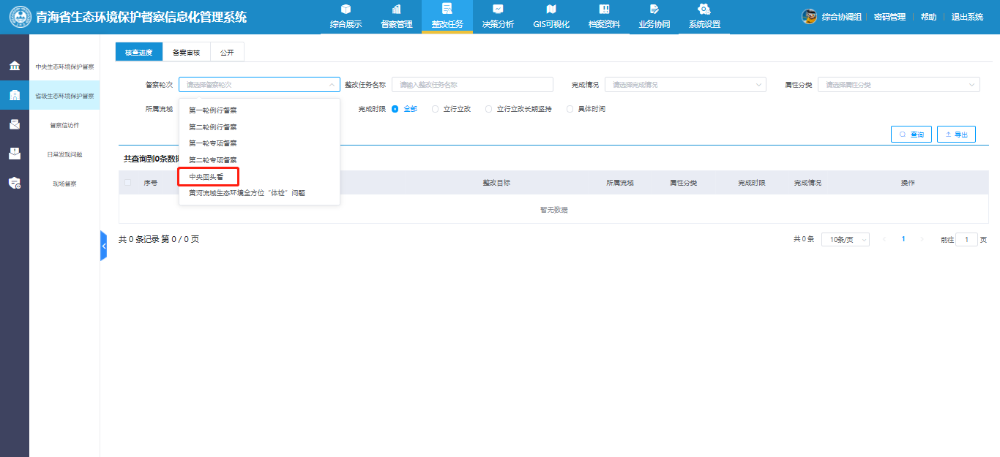 青海省生态环境保护督察信息化管理系统
综合展示 督察管理 整改任务 决策分析 GIS可视化 档案资料 业务协同 系统设置
综合协调组 密码管理 帮助 退出系统
中央生态环境保护督察
省级生态环境保护督察
督察信访件
日常发现问题
现场督察
核查进度 备案审核 公开
督察轮次 请选择督察轮次 整改任务名称 请输入整改任务名称 完成情况 请选择完成情况 属性分类 请选择属性分类
所属流域 完成时限 全部 立行立改 立行立改长期坚持 具体时间
第一轮例行督察
第二轮例行督察
第一轮专项督察
第二轮专项督察
中央回头看
黄河流域生态环境全方位“体检”问题
查询 导出
共查询到0条数据
序号 整改目标 所属流域 属性分类 完成时限 完成情况 操作
暂无数据
共 0 条记录 第 0 / 0 页
共 0 条 10条/页 1 前往 1 页